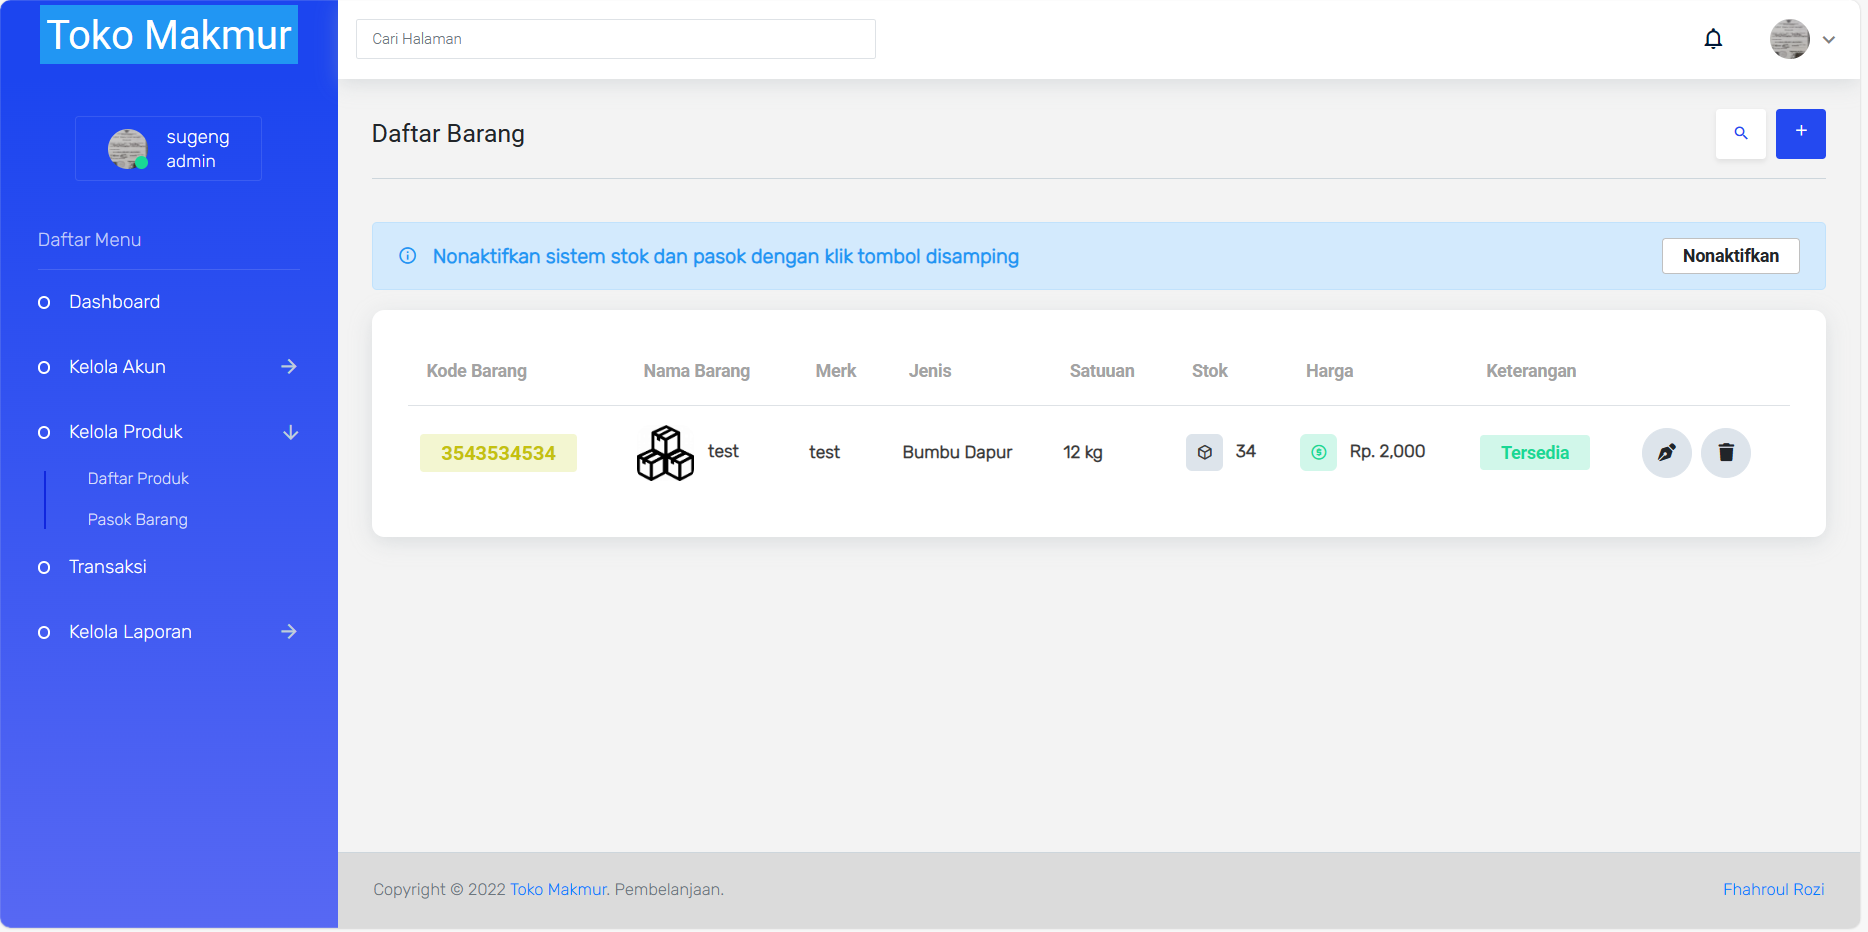 Toko Makmur
Cari Halaman
sugeng
admin
Daftar Menu
Dashboard
Kelola Akun
Kelola Produk
Daftar Produk
Pasok Barang
Transaksi
Kelola Laporan
Daftar Barang
Nonaktifkan sistem stok dan pasok dengan klik tombol disamping
Nonaktifkan
Kode Barang Nama Barang Merk Jenis Satuuan Stok Harga Keterangan
3543534534 test test Bumbu Dapur 12 kg 34 Rp. 2,000 Tersedia
Copyright © 2022 Toko Makmur. Pembelanjaan.
Fhahroul Rozi